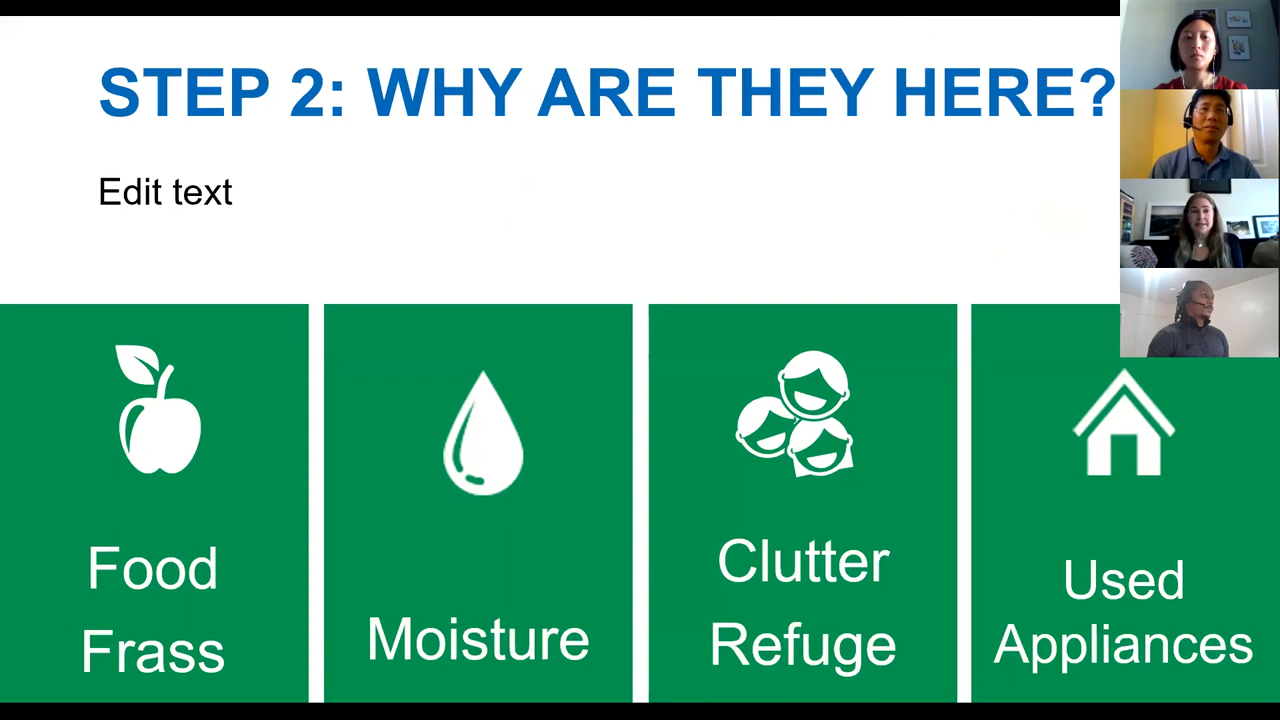 STEP 2: WHY ARE THEY HERE?
Edit text
Food
Frass
Moisture
Clutter
Refuge
Used
Appliances